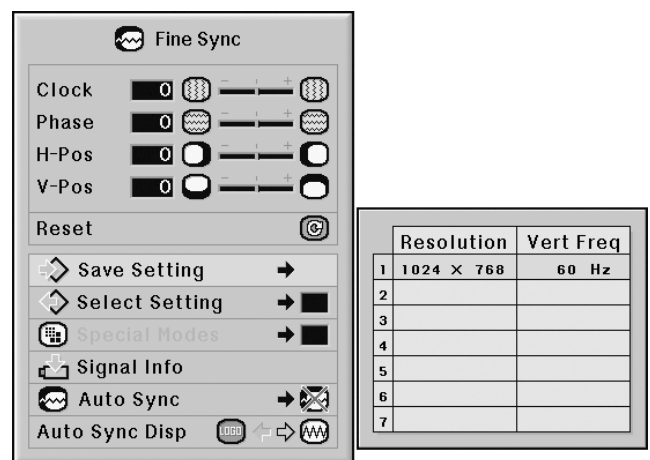 Fine Sync
Clock 0 - +
Phase 0 - +
H-Pos 0 - +
V-Pos 0 - +
Reset
Save Setting
Select Setting
Special Modes
Signal Info
Auto Sync
Auto Sync Disp LOGO
Resolution Vert Freq
1 1024 × 768 60 Hz
2
3
4
5
6
7